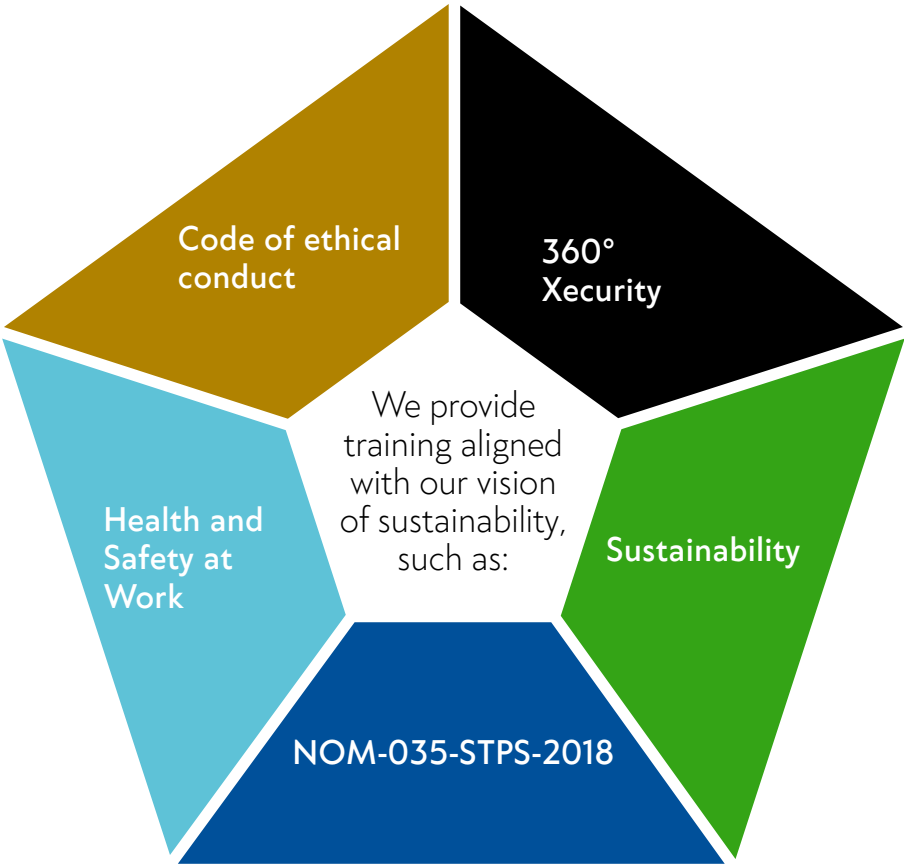 Code of ethical
conduct
360°
Xecurity
We provide
training aligned
with our vision
of sustainability,
such as:
Health and
Safety at
Work
Sustainability
NOM-035-STPS-2018